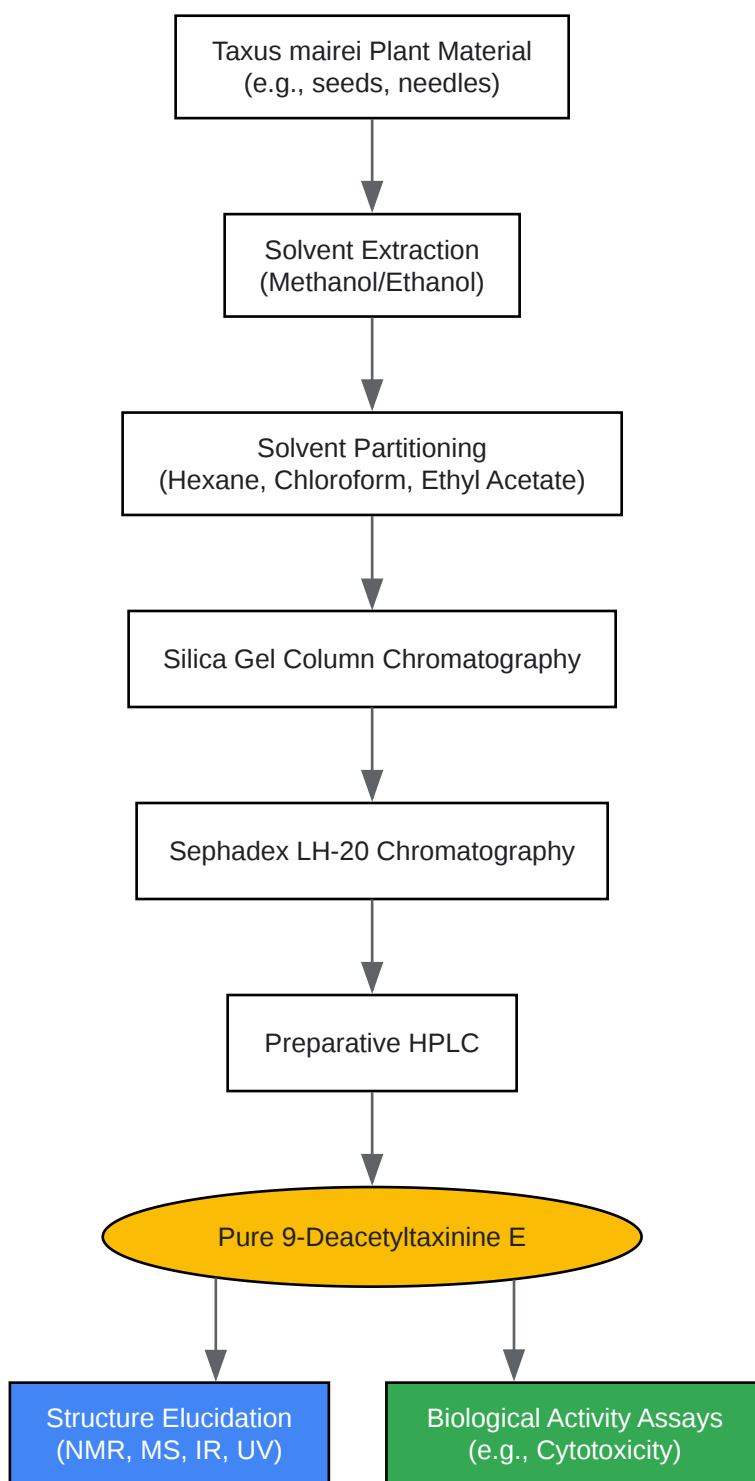 Taxus mairei Plant Material
(e.g., seeds, needles)
Solvent Extraction
(Methanol/Ethanol)
Solvent Partitioning
(Hexane, Chloroform, Ethyl Acetate)
Silica Gel Column Chromatography
Sephadex LH-20 Chromatography
Preparative HPLC
Pure 9-Deacetyltaxinine E
Structure Elucidation
(NMR, MS, IR, UV)
Biological Activity Assays
(e.g., Cytotoxicity)